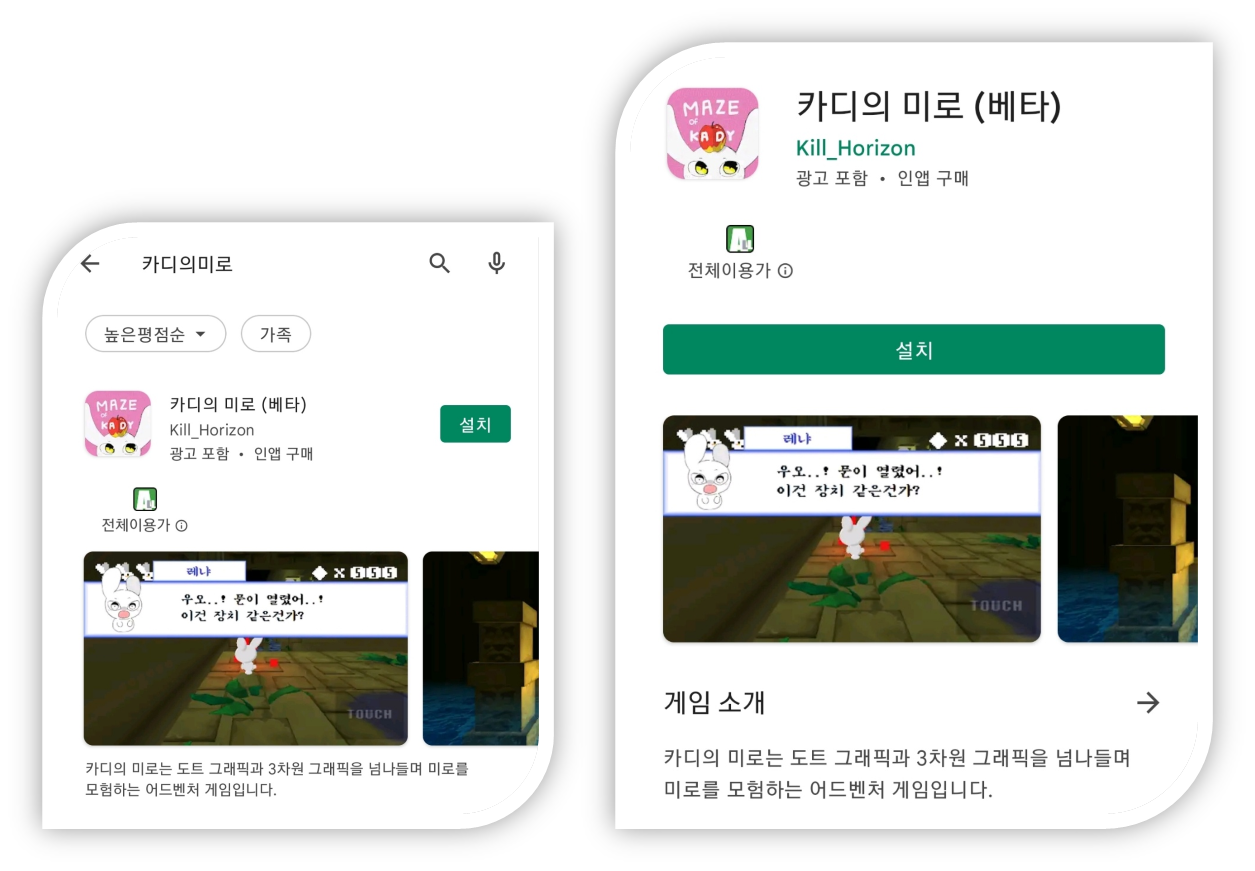 카디의미로
높은평점순
가족
MAZE
OF
KADY
카디의 미로 (베타)
Kill_Horizon
광고 포함 • 인앱 구매
설치
전체이용가
레냐
X 555
우오..! 문이 열렸어..!
이건 장치 같은건가?
TOUCH
카디의 미로는 도트 그래픽과 3차원 그래픽을 넘나들며 미로를
모험하는 어드벤처 게임입니다.
MAZE
OF
KADY
카디의 미로 (베타)
Kill_Horizon
광고 포함 • 인앱 구매
전체이용가
설치
레냐
X 555
우오..! 문이 열렸어..!
이건 장치 같은건가?
TOUCH
게임 소개
카디의 미로는 도트 그래픽과 3차원 그래픽을 넘나들며
미로를 모험하는 어드벤처 게임입니다.